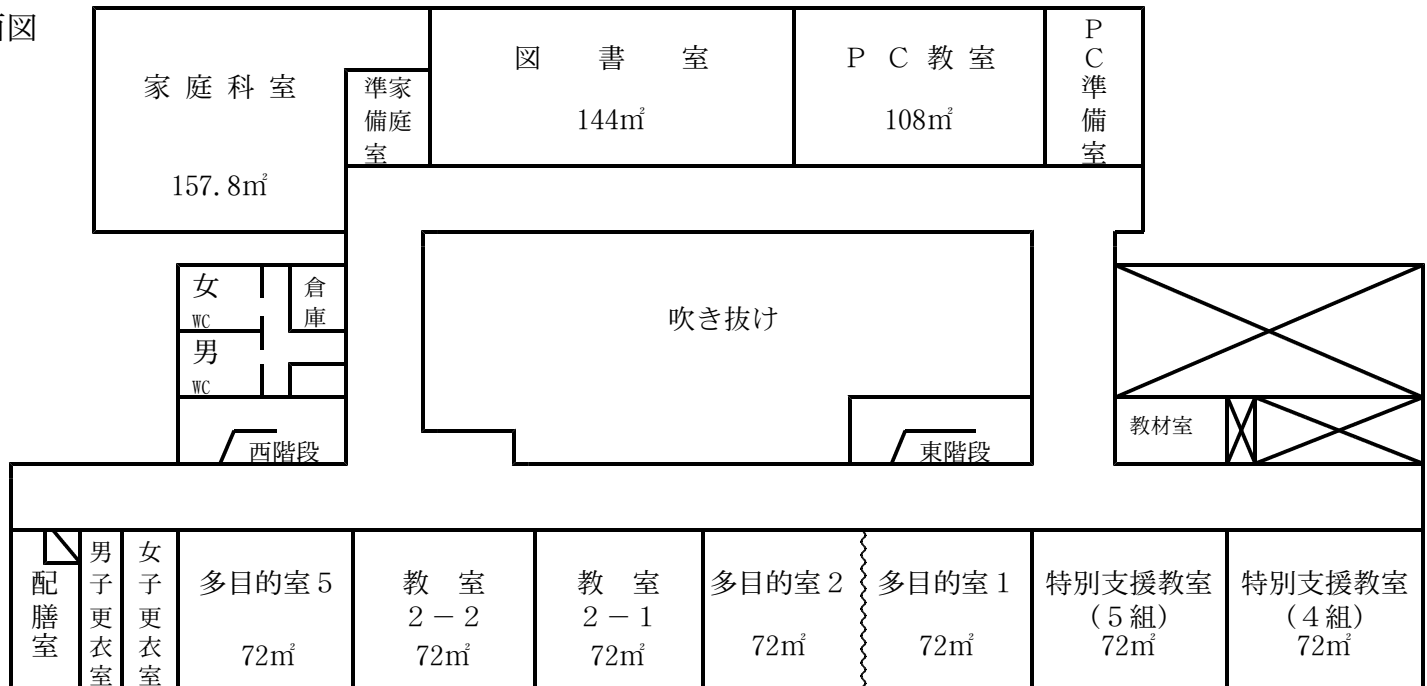 面図
家庭科室
157.8㎡
家庭
準備室
図書室
144㎡
PC教室
108㎡
PC準備室
女
WC
倉庫
男
WC
吹き抜け
西階段
東階段
教材室
配膳室
男子更衣室
女子更衣室
多目的室5
72㎡
教室
2-2
72㎡
教室
2-1
72㎡
多目的室2
72㎡
多目的室1
72㎡
特別支援教室
(5組)
72㎡
特別支援教室
(4組)
72㎡